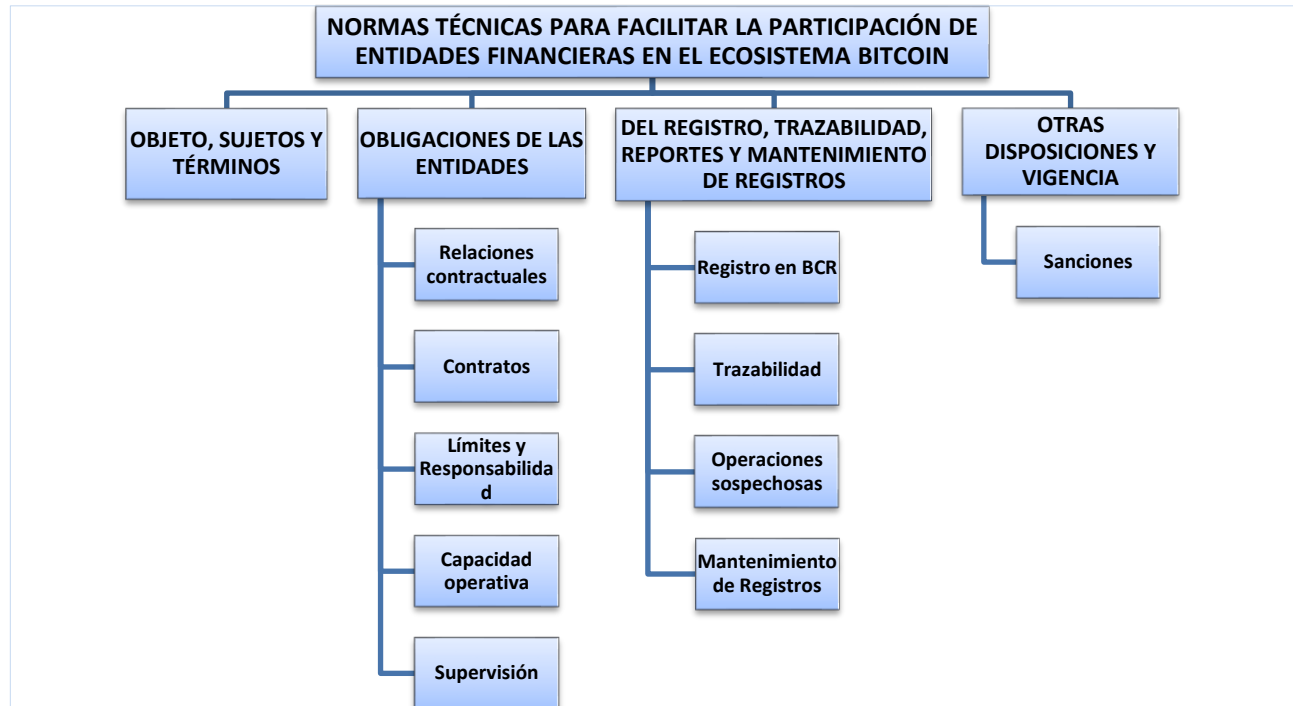 NORMAS TÉCNICAS PARA FACILITAR LA PARTICIPACIÓN DE
ENTIDADES FINANCIERAS EN EL ECOSISTEMA BITCOIN
OBJETO, SUJETOS Y
TÉRMINOS
OBLIGACIONES DE LAS
ENTIDADES
Relaciones
contractuales
Contratos
Límites y
Responsabilida
d
Capacidad
operativa
Supervisión
DEL REGISTRO, TRAZABILIDAD,
REPORTES Y MANTENIMIENTO
DE REGISTROS
Registro en BCR
Trazabilidad
Operaciones
sospechosas
Mantenimiento
de Registros
OTRAS
DISPOSICIONES Y
VIGENCIA
Sanciones